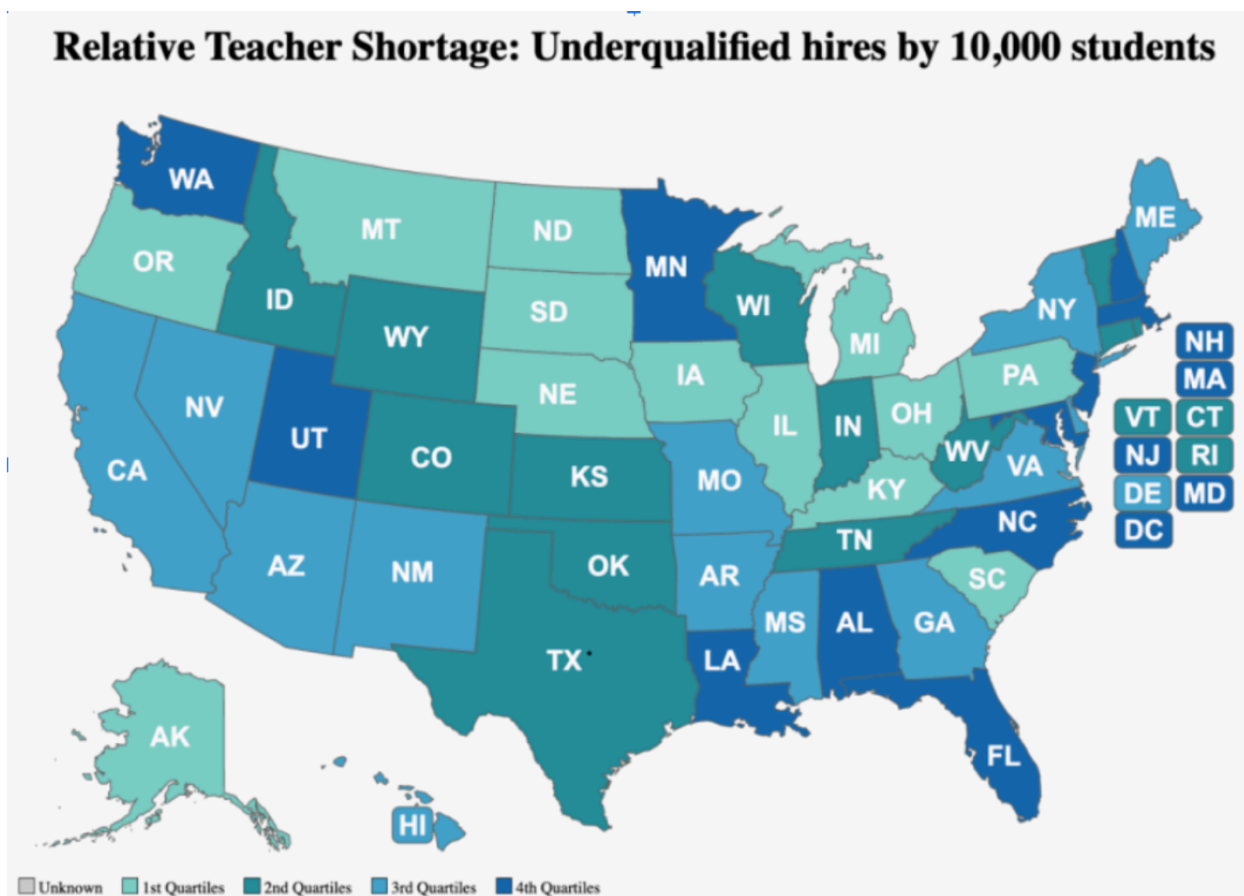 Relative Teacher Shortage: Underqualified hires by 10,000 students
WA
ME
MT
ND
OR
MN
ID
SD
WI
NY
WY
MI
NH
IA
PA
MA
NE
NV
OH
VT
CT
IL
IN
UT
CO
WV
NJ
RI
KS
MO
VA
CA
KY
DE
MD
NC
DC
TN
AZ
NM
OK
AR
SC
MS
AL
GA
TX
LA
AK
FL
HI
Unknown 1st Quartiles 2nd Quartiles 3rd Quartiles 4th Quartiles